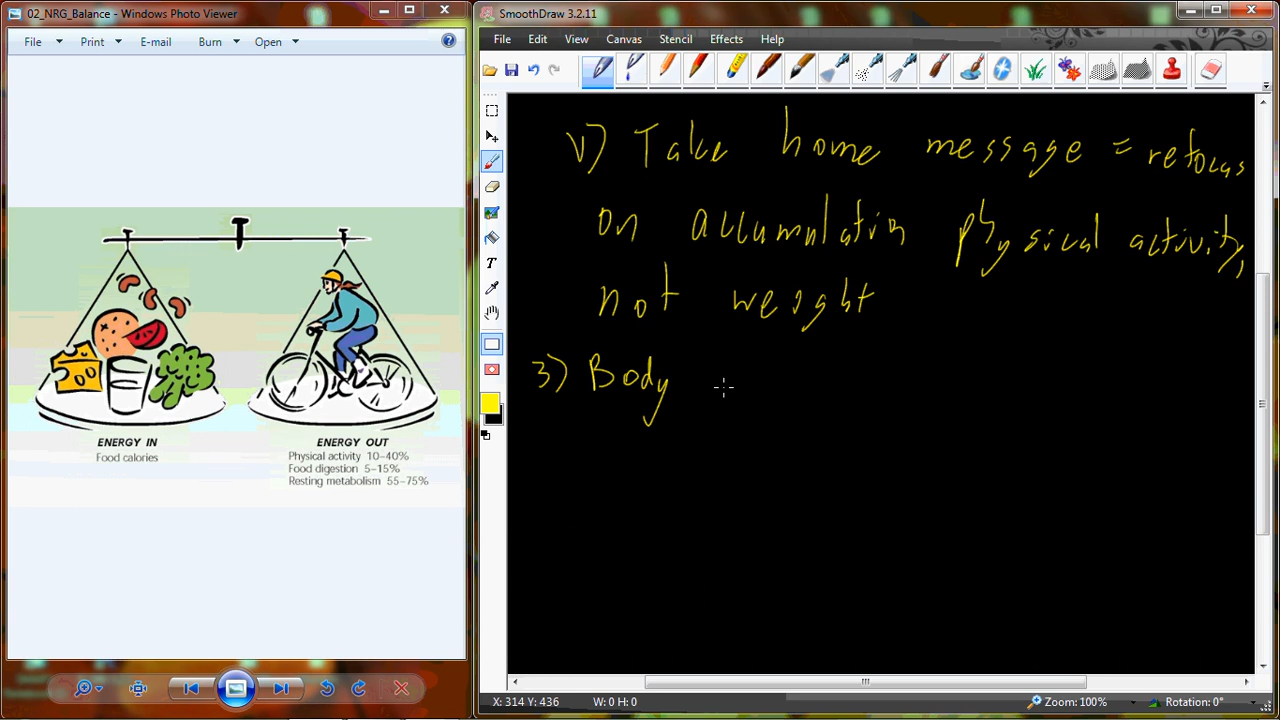 02_NRG_Balance - Windows Photo Viewer
File Print E-mail Burn Open
ENERGY IN
Food calories
ENERGY OUT
Physical activity 10–40%
Food digestion 5–15%
Resting metabolism 55–75%
SmoothDraw 3.2.11
File Edit View Canvas Stencil Effects Help
T
V) Take home message = refocus
on accumulatin physical activity,
not weight
3) Body
X: 314 Y: 436 W: 0 H: 0 Zoom: 100% Rotation: 0°